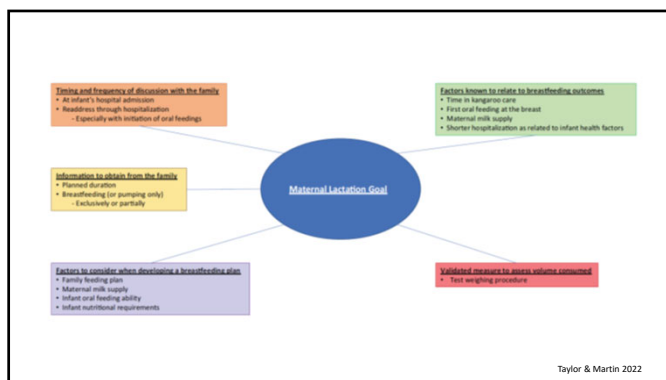 Timing and frequency of discussion with the family
• At infant's hospital admission
• Readdress through hospitalization
- Especially with initiation of oral feedings
Factors known to relate to breastfeeding outcomes
• Time in kangaroo care
• First oral feeding at the breast
• Maternal milk supply
• Shorter hospitalization as related to infant health factors
Information to obtain from the family
• Planned duration
• Breastfeeding (or pumping only)
- Exclusively or partially
Maternal Lactation Goal
Factors to consider when developing a breastfeeding plan
• Family feeding plan
• Maternal milk supply
• Infant oral feeding ability
• Infant nutritional requirements
Validated measure to assess volume consumed
• Test weighing procedure
Taylor & Martin 2022